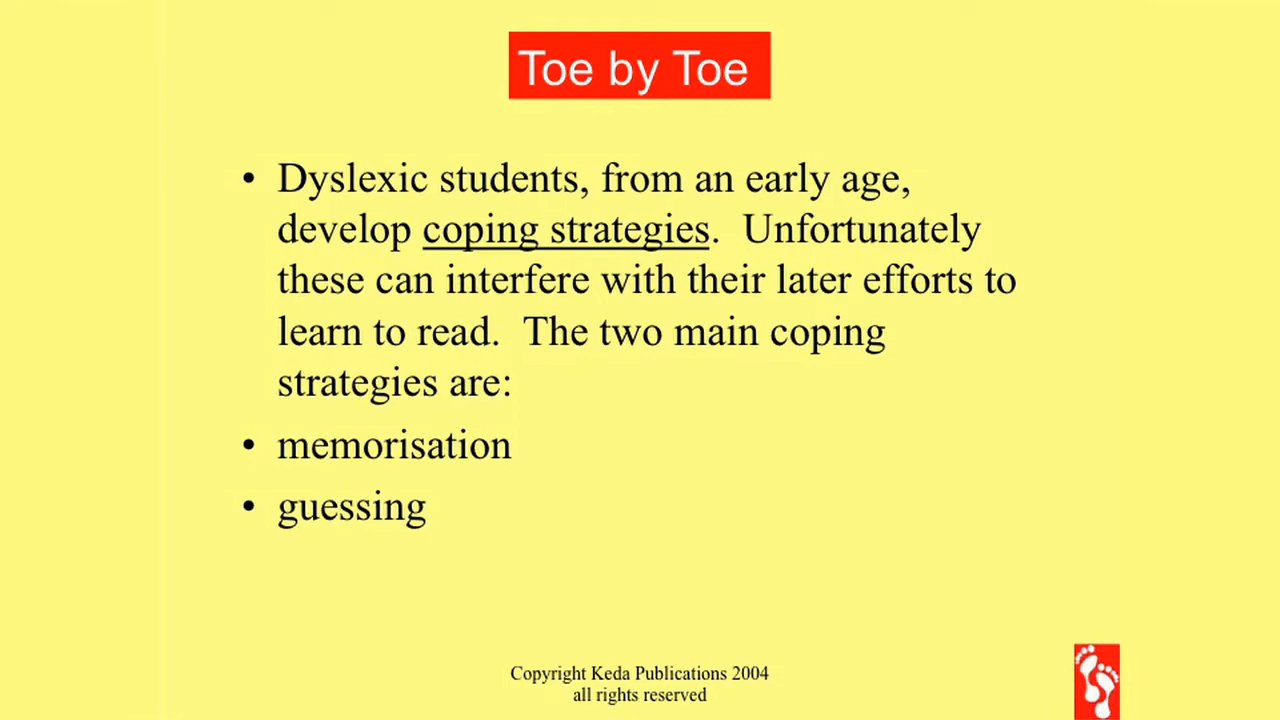 Toe by Toe
• Dyslexic students, from an early age,
develop coping strategies.  Unfortunately
these can interfere with their later efforts to
learn to read.  The two main coping
strategies are:
• memorisation
• guessing
Copyright Keda Publications 2004
all rights reserved